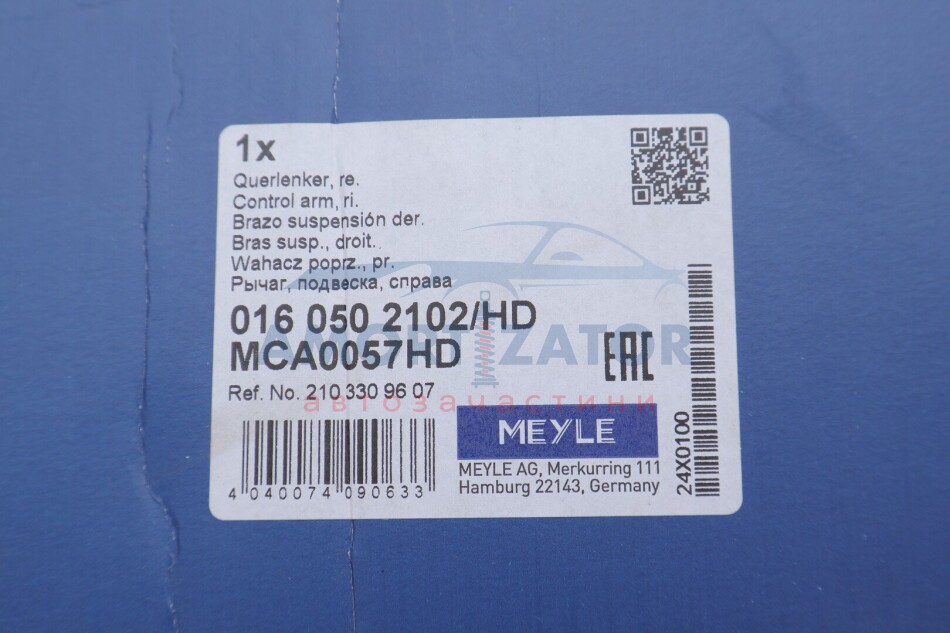 1x
Querlenker, re.
Control arm, ri.
Brazo suspensión der.
Bras susp., droit.
Wahacz poprz., pr.
Рычаг, подвеска, справа
016 050 2102/HD
MCA0057HD
EAC
Ref. No. 210 330 96 07
AMORTIZATOR
автозапчастини
MEYLE
MEYLE AG, Merkurring 111
Hamburg 22143, Germany
4 040074 090633
24X0100